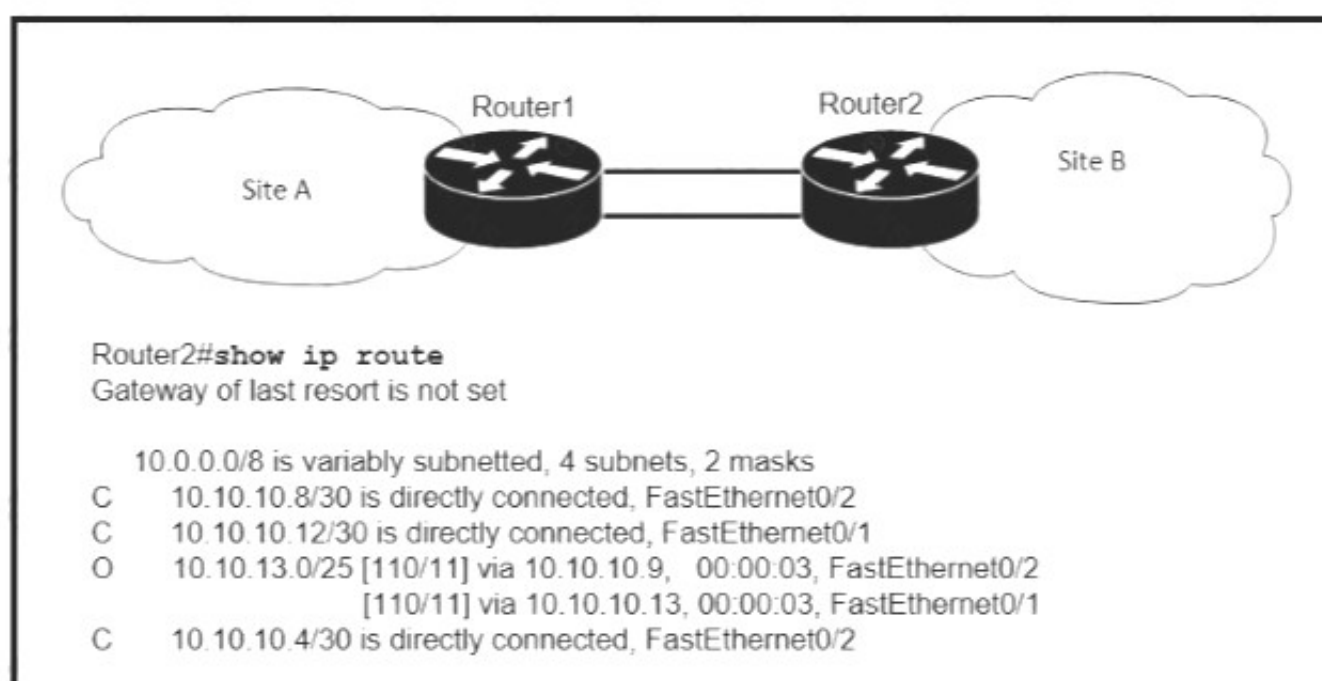 Router1
Router2
Site A
Site B
Router2#show ip route
Gateway of last resort is not set
10.0.0.0/8 is variably subnetted, 4 subnets, 2 masks
C 10.10.10.8/30 is directly connected, FastEthernet0/2
C 10.10.10.12/30 is directly connected, FastEthernet0/1
O 10.10.13.0/25 [110/11] via 10.10.10.9, 00:00:03, FastEthernet0/2
[110/11] via 10.10.10.13, 00:00:03, FastEthernet0/1
C 10.10.10.4/30 is directly connected, FastEthernet0/2